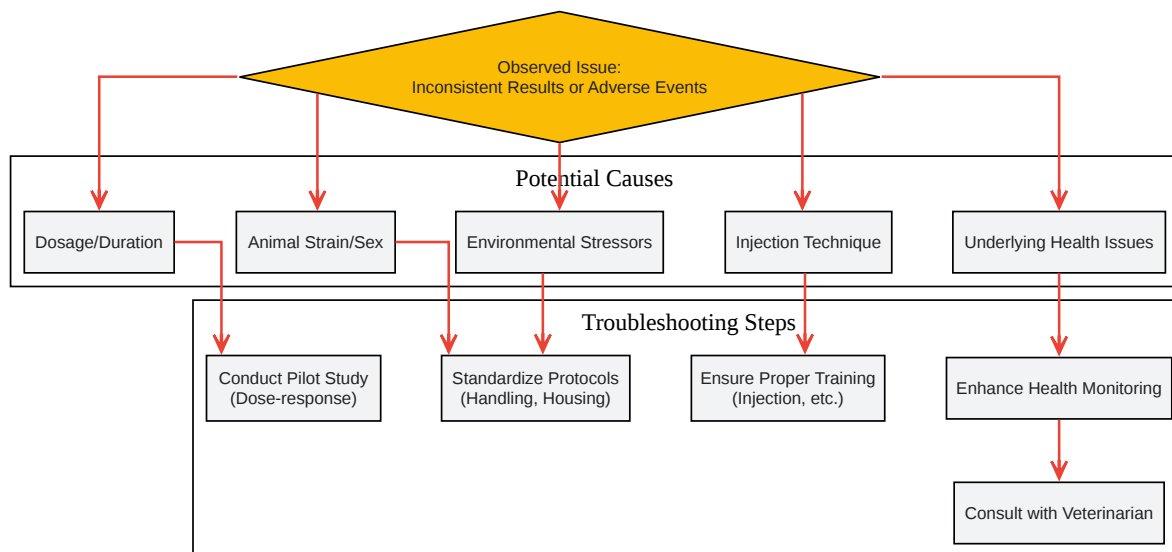 Observed Issue:
Inconsistent Results or Adverse Events
Potential Causes
Dosage/Duration
Animal Strain/Sex
Environmental Stressors
Injection Technique
Underlying Health Issues
Troubleshooting Steps
Conduct Pilot Study
(Dose-response)
Standardize Protocols
(Handling, Housing)
Ensure Proper Training
(Injection, etc.)
Enhance Health Monitoring
Consult with Veterinarian